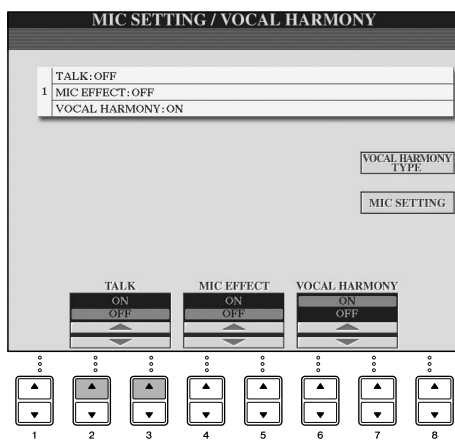 MIC SETTING / VOCAL HARMONY
TALK:OFF
1 MIC EFFECT:OFF
VOCAL HARMONY:ON
VOCAL HARMONY
TYPE
MIC SETTING
TALK MIC EFFECT VOCAL HARMONY
ON ON ON
OFF OFF OFF
1 2 3 4 5 6 7 8